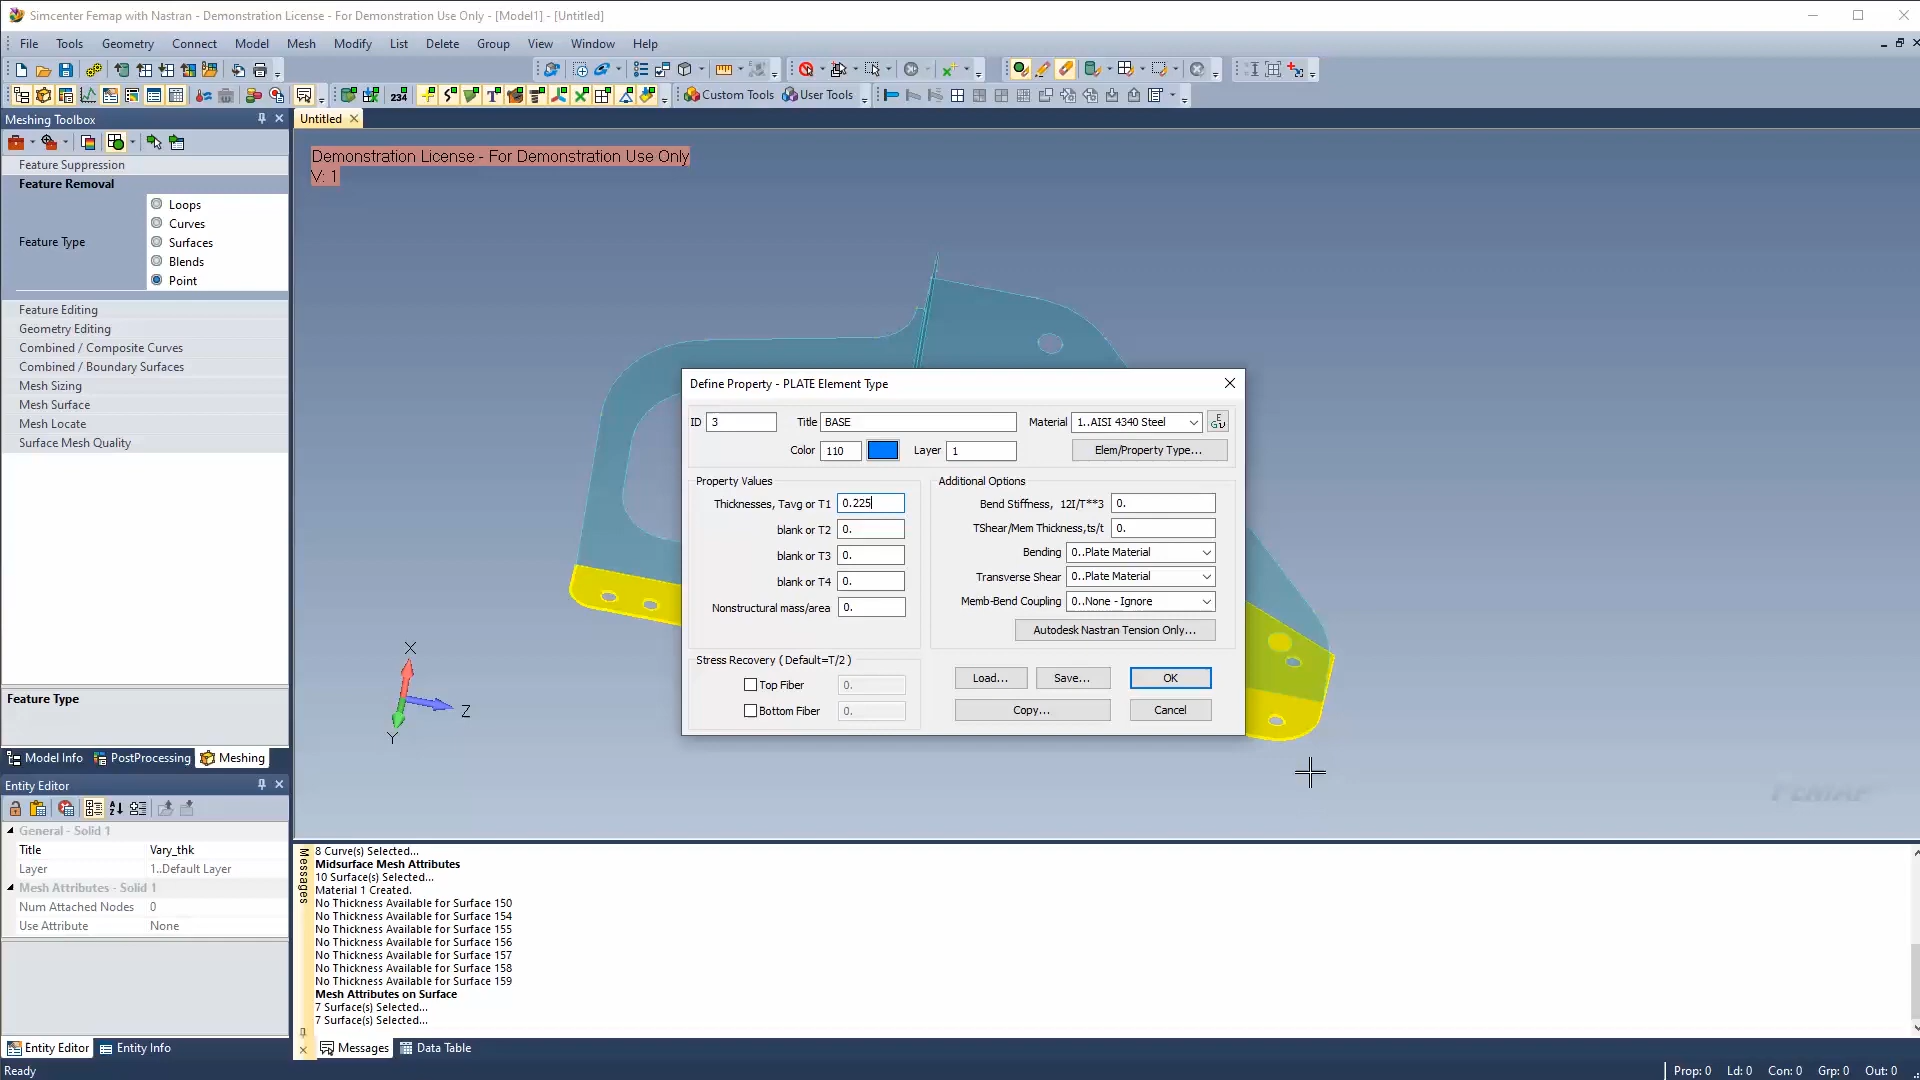 Simcenter Femap with Nastran - Demonstration License - For Demonstration Use Only - [Model1] - [Untitled]
File Tools Geometry Connect Model Mesh Modify List Delete Group View Window Help
234 T Custom Tools User Tools
Meshing Toolbox
Untitled
Feature Suppression
Feature Removal
Feature Type
Loops
Curves
Surfaces
Blends
Point
Feature Editing
Geometry Editing
Combined / Composite Curves
Combined / Boundary Surfaces
Mesh Sizing
Mesh Surface
Mesh Locate
Surface Mesh Quality
Feature Type
Model Info PostProcessing Meshing
Entity Editor
General - Solid 1
Title Vary_thk
Layer 1..Default Layer
Mesh Attributes - Solid 1
Num Attached Nodes 0
Use Attribute None
Entity Editor Entity Info
Demonstration License - For Demonstration Use Only
V: 1
X
Z
Y
FEMAP
Define Property - PLATE Element Type
ID 3 Title BASE Material 1..AISI 4340 Steel
Color 110 Layer 1 Elem/Property Type...
Property Values
Thicknesses, Tavg or T1 0.225
blank or T2 0.
blank or T3 0.
blank or T4 0.
Nonstructural mass/area 0.
Additional Options
Bend Stiffness, 12I/T**3 0.
TShear/Mem Thickness,ts/t 0.
Bending 0..Plate Material
Transverse Shear 0..Plate Material
Memb-Bend Coupling 0..None - Ignore
Autodesk Nastran Tension Only...
Stress Recovery ( Default=T/2 )
Top Fiber 0.
Bottom Fiber 0.
Load... Save... OK
Copy... Cancel
Messages
8 Curve(s) Selected...
Midsurface Mesh Attributes
10 Surface(s) Selected...
Material 1 Created.
No Thickness Available for Surface 150
No Thickness Available for Surface 154
No Thickness Available for Surface 155
No Thickness Available for Surface 156
No Thickness Available for Surface 157
No Thickness Available for Surface 158
No Thickness Available for Surface 159
Mesh Attributes on Surface
7 Surface(s) Selected...
7 Surface(s) Selected...
Messages Data Table
Ready
Prop: 0 Ld: 0 Con: 0 Grp: 0 Out: 0